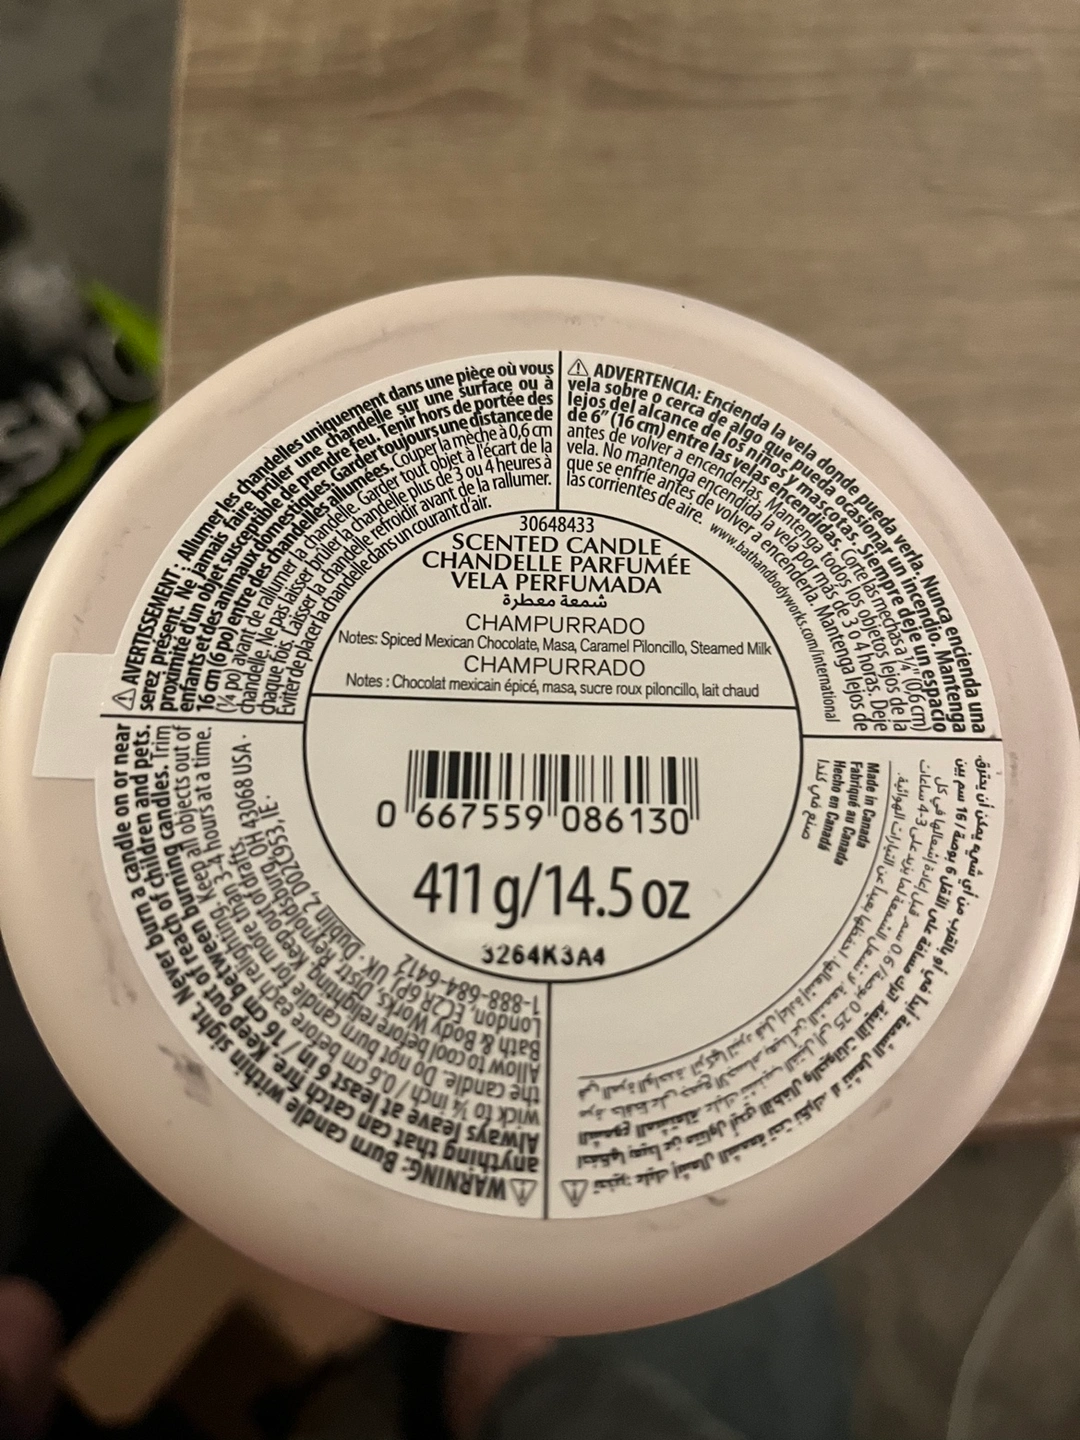 ⚠ AVERTISSEMENT : Allumer les chandelles uniquement dans une pièce où vous
serez présent. Ne jamais faire brûler une chandelle sur une surface ou à
proximité d'un objet susceptible de prendre feu. Tenir hors de portée des
enfants et des animaux domestiques. Garder toujours une distance de
16 cm (6 po) entre des chandelles allumées. Couper la mèche à 0,6 cm
(¼ po) avant de rallumer la chandelle. Garder tout objet à l'écart de la
chandelle. Ne pas laisser brûler la chandelle plus de 3 ou 4 heures à
chaque fois. Laisser la chandelle refroidir avant de la rallumer.
Éviter de placer la chandelle dans un courant d'air.
⚠ ADVERTENCIA: Encienda la vela donde pueda verla. Nunca encienda una
vela sobre o cerca de algo que pueda ocasionar un incendio. Mantenga
lejos del alcance de los niños y mascotas. Siempre deje un espacio
de 6” (16 cm) entre las velas encendidas. Corte las mechas a ¼” (0,6 cm)
antes de volver a encenderlas. Mantenga todos los objetos lejos de la
vela. No mantenga encendida la vela por más de 3 o 4 horas. Deje
que se enfríe antes de volver a encenderla. Mantenga lejos de
las corrientes de aire. www.bathandbodyworks.com/international
30648433
SCENTED CANDLE
CHANDELLE PARFUMÉE
VELA PERFUMADA
شمعة معطرة
CHAMPURRADO
Notes: Spiced Mexican Chocolate, Masa, Caramel Piloncillo, Steamed Milk
CHAMPURRADO
Notes : Chocolat mexicain épicé, masa, sucre roux piloncillo, lait chaud
0 667559 086130
411 g/14.5 oz
3264K3A4
Made in Canada
Fabriqué au Canada
Hecho en Canadá
صنع في كندا
⚠ WARNING: Burn candle within sight. Never burn a candle on or near
anything that can catch fire. Keep out of reach of children and pets.
Always leave at least 6 in / 16 cm between burning candles. Trim
wick to ¼ inch / 0.6 cm before each relighting. Keep all objects out of
the candle. Do not burn candle for more than 3-4 hours at a time.
Allow to cool before relighting. Keep out of drafts.
Bath & Body Works, Distr. Reynoldsburg, OH 43068 USA ·
London, EC2R 6PJ, UK · Dublin 2, D02C953, IE ·
1-888-684-6412